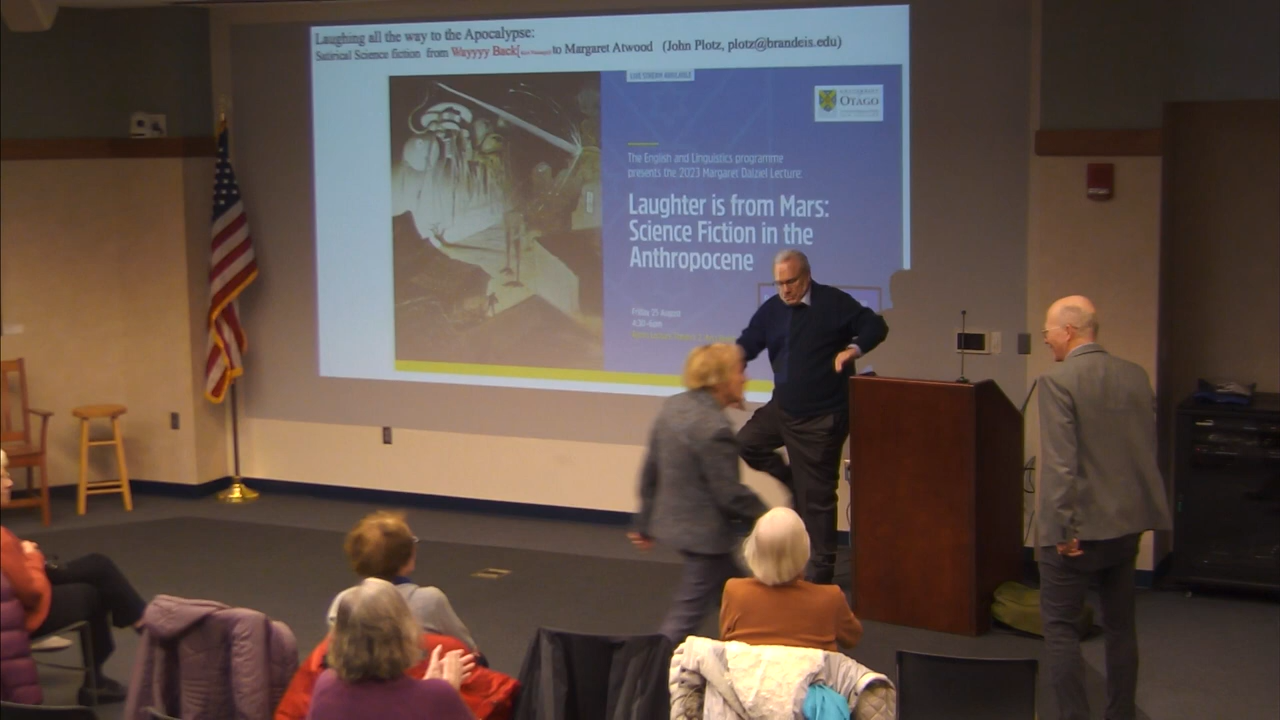 Laughing all the way to the Apocalypse:
Satirical Science fiction from Wayyyy Back[ to Margaret Atwood (John Plotz, plotz@brandeis.edu)
LIVE STREAM AVAILABLE
OTAGO
The English and Linguistics programme
presents the 2023 Margaret Dalziel Lecture
Laughter is from Mars:
Science Fiction in the
Anthropocene
Friday August